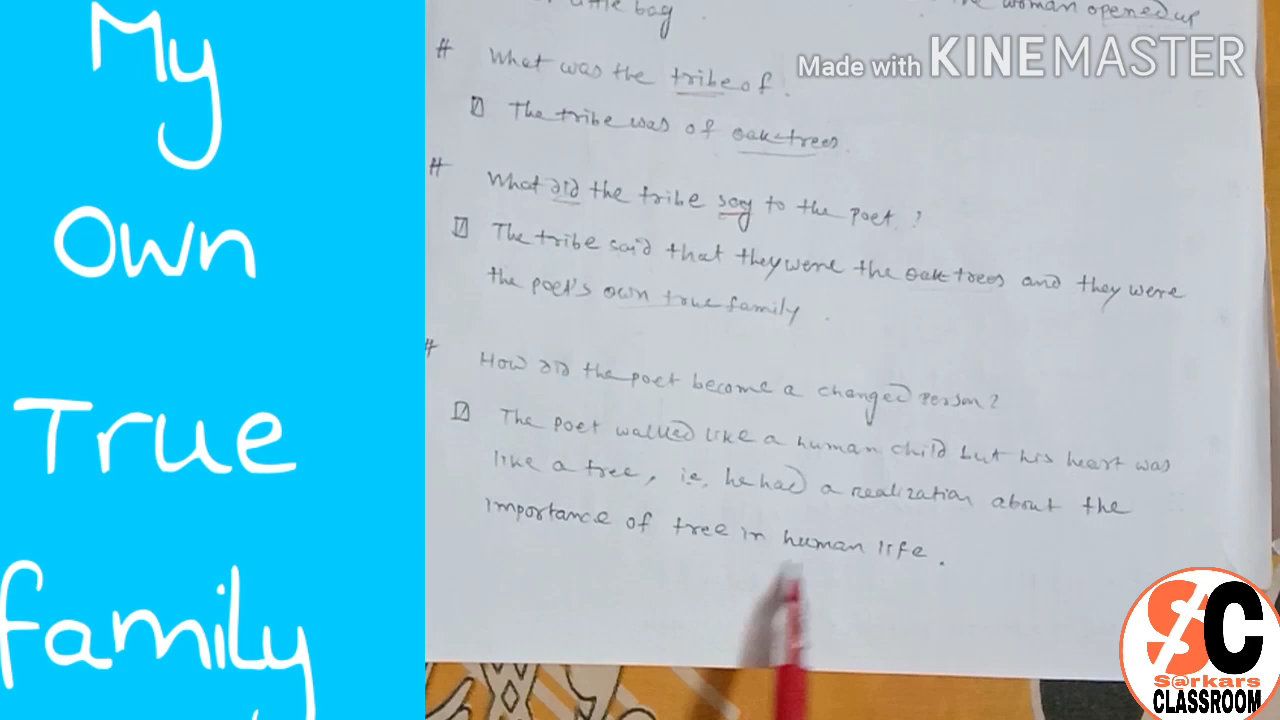 My
Own
True
family
little bag
the woman opened up
Made with KINEMASTER
# What was the tribe of.
The tribe was of oak-trees.
# What did the tribe say to the poet?
The tribe said that they were the oak trees and they were
the poet's own true family.
# How did the poet become a changed person?
The poet walked like a human child but his heart was
like a tree, i.e, he had a realization about the
importance of tree in human life.
SC
S@rkars
CLASSROOM